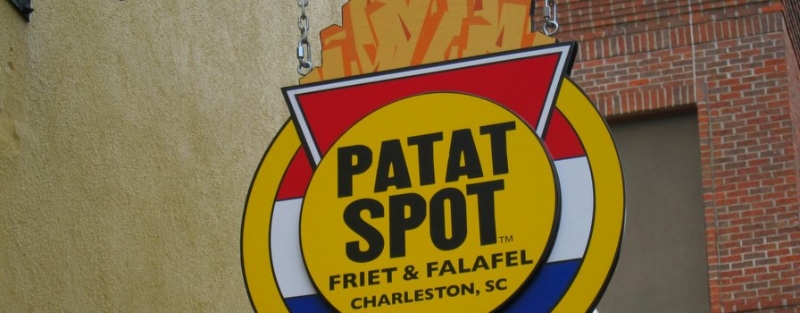 PATAT
SPOT™
FRIET & FALAFEL
CHARLESTON, SC